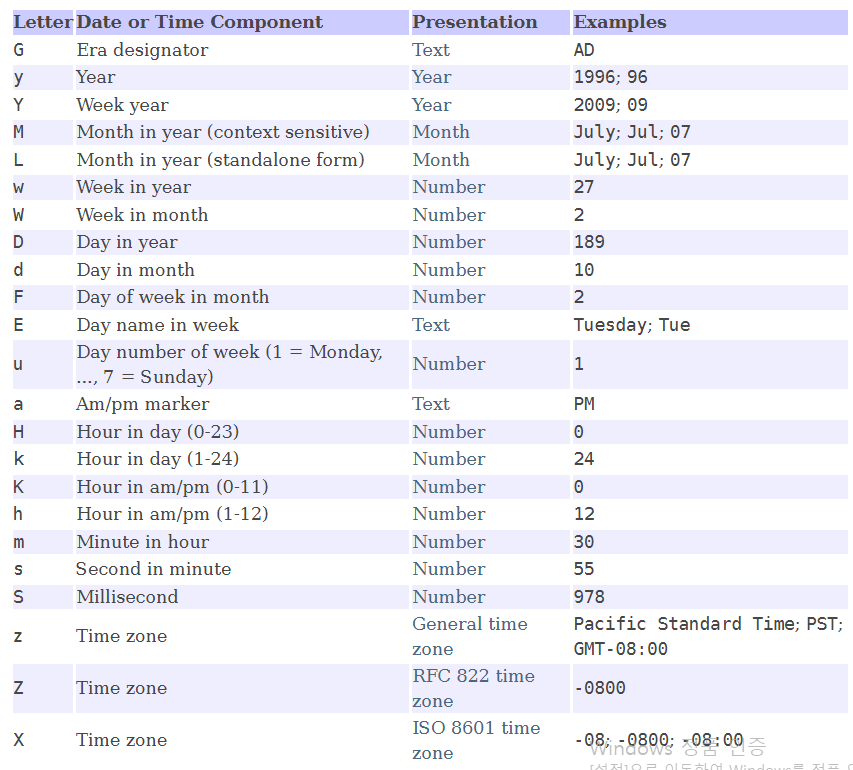 Letter Date or Time Component Presentation Examples
G Era designator Text AD
y Year Year 1996; 96
Y Week year Year 2009; 09
M Month in year (context sensitive) Month July; Jul; 07
L Month in year (standalone form) Month July; Jul; 07
w Week in year Number 27
W Week in month Number 2
D Day in year Number 189
d Day in month Number 10
F Day of week in month Number 2
E Day name in week Text Tuesday; Tue
u Day number of week (1 = Monday, ..., 7 = Sunday) Number 1
a Am/pm marker Text PM
H Hour in day (0-23) Number 0
k Hour in day (1-24) Number 24
K Hour in am/pm (0-11) Number 0
h Hour in am/pm (1-12) Number 12
m Minute in hour Number 30
s Second in minute Number 55
S Millisecond Number 978
z Time zone General time zone Pacific Standard Time; PST; GMT-08:00
Z Time zone RFC 822 time zone -0800
X Time zone ISO 8601 time zone -08; -0800; -08:00
Windows 정품 인증
[설정]으로 이동하여 Windows를 정품